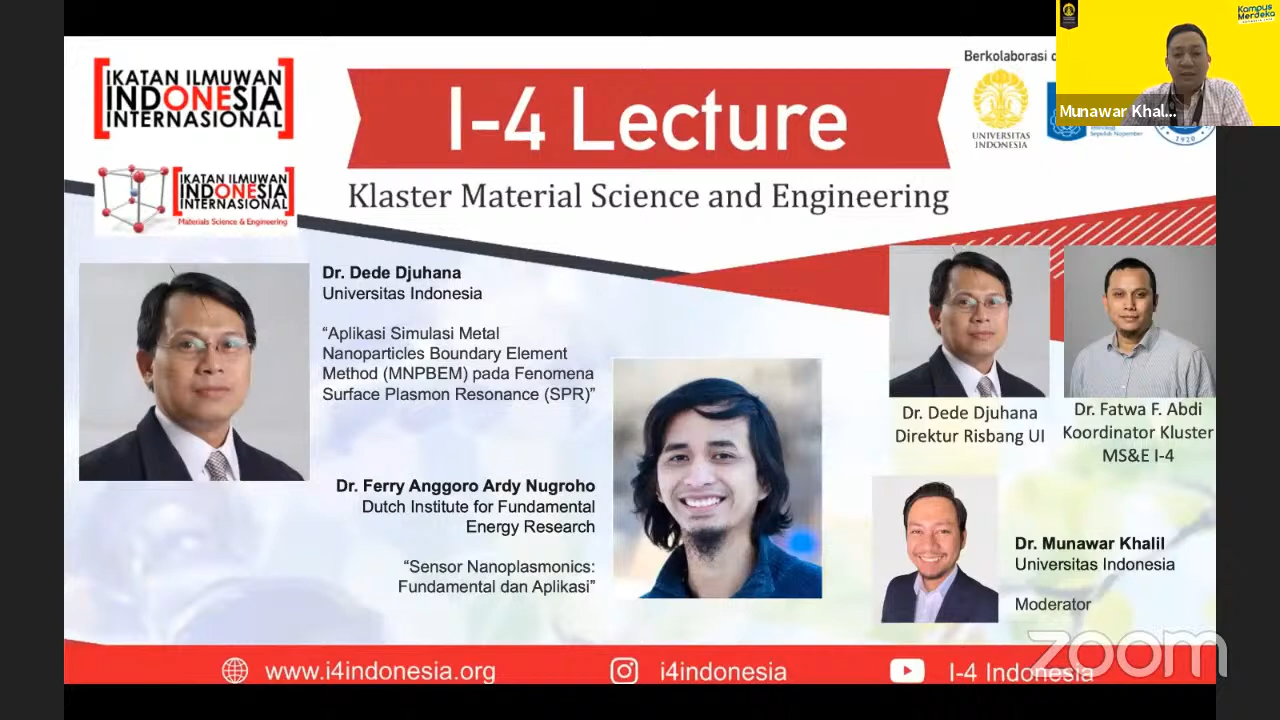 IKATAN ILMUWAN
INDONESIA
INTERNASIONAL
IKATAN ILMUWAN
INDONESIA
INTERNASIONAL
Materials Science & Engineering
I-4 Lecture
Klaster Material Science and Engineering
Berkolaborasi
UNIVERSITAS
INDONESIA
Sepuluh Nopember
1920
Kampus
Merdeka
Munawar Khal...
Dr. Dede Djuhana
Universitas Indonesia
“Aplikasi Simulasi Metal
Nanoparticles Boundary Element
Method (MNPBEM) pada Fenomena
Surface Plasmon Resonance (SPR)”
Dr. Ferry Anggoro Ardy Nugroho
Dutch Institute for Fundamental
Energy Research
“Sensor Nanoplasmonics:
Fundamental dan Aplikasi”
Dr. Dede Djuhana
Direktur Risbang UI
Dr. Fatwa F. Abdi
Koordinator Kluster
MS&E I-4
Dr. Munawar Khalil
Universitas Indonesia
Moderator
zoom
www.i4indonesia.org
i4indonesia
I-4 Indonesia